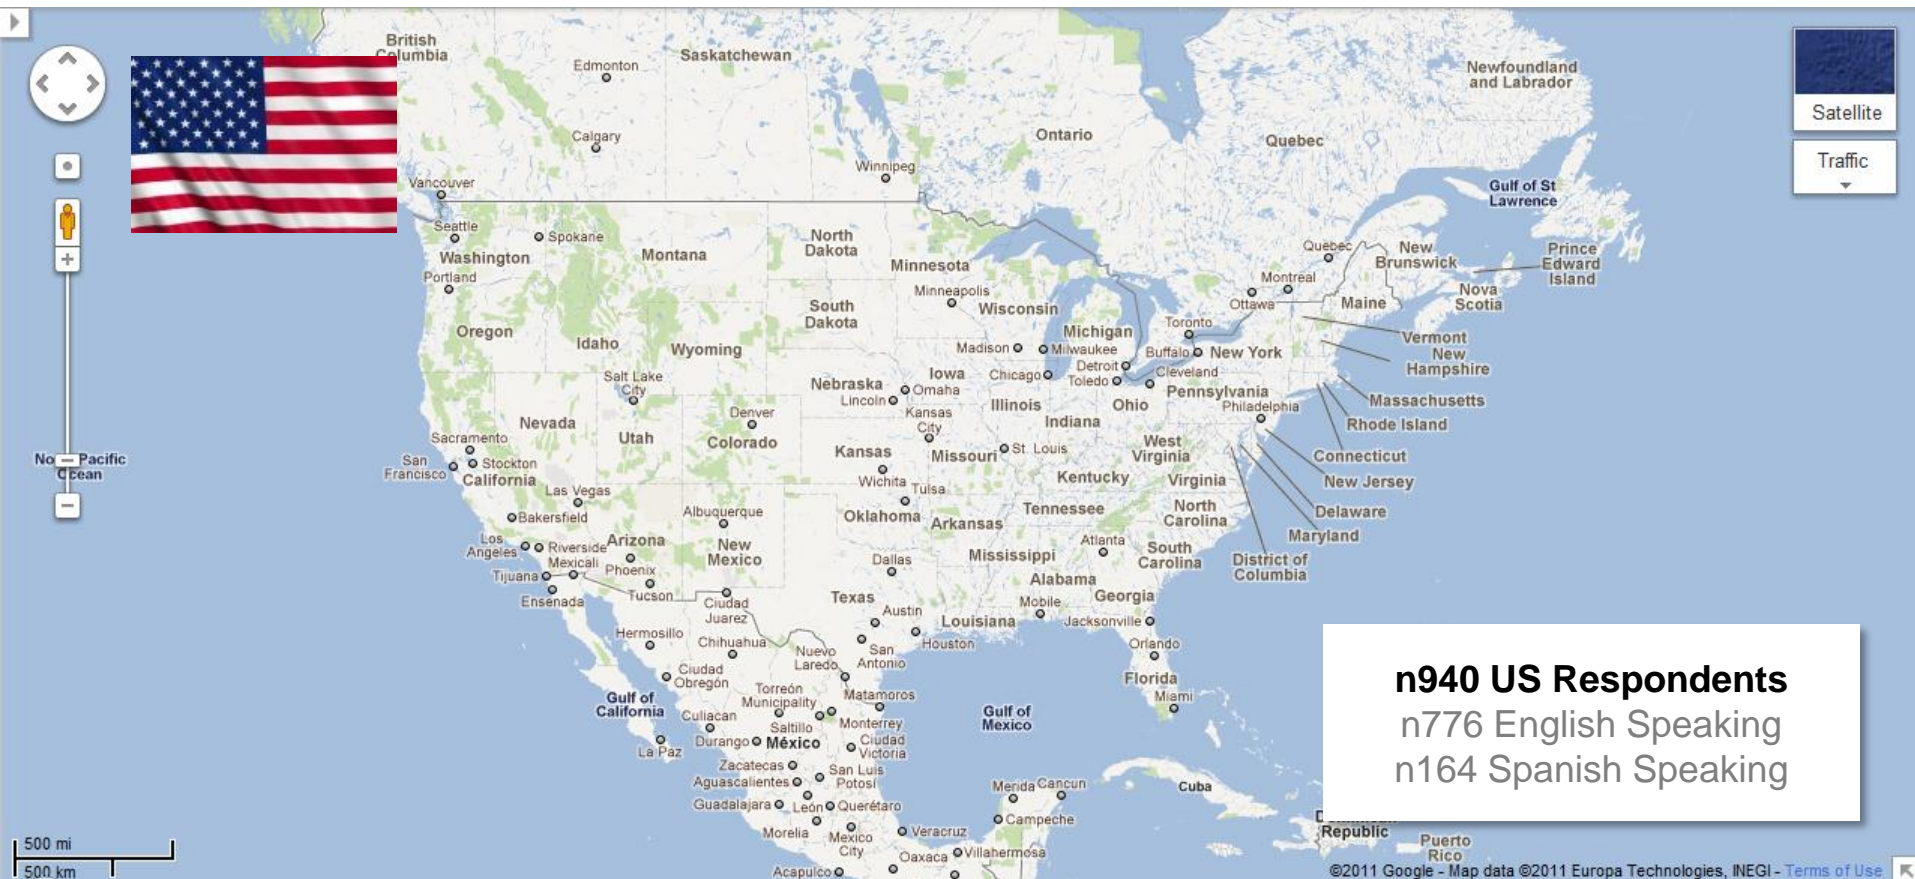 British
Columbia
Edmonton
Saskatchewan
Newfoundland
and Labrador
Satellite
Calgary
Ontario
Quebec
Traffic
Winnipeg
Vancouver
Gulf of St
Lawrence
Seattle
Spokane
Washington
Montana
North
Dakota
Minnesota
Quebec
New
Brunswick
Prince
Edward
Island
Portland
Minneapolis
Montreal
Ottawa
Maine
Nova
Scotia
Oregon
Idaho
Wyoming
South
Dakota
Wisconsin
Michigan
Toronto
Vermont
New
Hampshire
Madison
Milwaukee
Buffalo
New York
Detroit
Cleveland
Salt Lake
City
Nebraska
Iowa
Omaha
Lincoln
Chicago
Toledo
Pennsylvania
Massachusetts
Nevada
Utah
Denver
Colorado
Kansas
City
Illinois
Indiana
Ohio
Philadelphia
Rhode Island
Sacramento
San
Francisco
Stockton
California
Kansas
Missouri
St. Louis
West
Virginia
Connecticut
North Pacific
Ocean
Las Vegas
Wichita
Tulsa
Kentucky
Virginia
New Jersey
Bakersfield
Albuquerque
Oklahoma
Arkansas
Tennessee
North
Carolina
Delaware
Maryland
Los
Angeles
Riverside
Arizona
New
Mexico
Dallas
Mississippi
Atlanta
South
Carolina
District of
Columbia
Mexicali
Tijuana
Phoenix
Alabama
Georgia
Ensenada
Tucson
Ciudad
Juarez
Texas
Austin
Louisiana
Mobile
Jacksonville
Hermosillo
Chihuahua
Nuevo
Laredo
San
Antonio
Houston
Orlando
Ciudad
Obregón
Florida
Gulf of
California
Torreón
Municipality
Matamoros
Gulf of
Mexico
Miami
Culiacan
Saltillo
Monterrey
La Paz
Durango
México
Ciudad
Victoria
Zacatecas
Aguascalientes
San Luis
Potosí
Merida
Cancun
Cuba
Guadalajara
León
Querétaro
Campeche
Morelia
Mexico
City
Veracruz
Republic
Puerto
Rico
Acapulco
Oaxaca
Villahermosa
n940 US Respondents
n776 English Speaking
n164 Spanish Speaking
500 mi
500 km
©2011 Google - Map data ©2011 Europa Technologies, INEGI - Terms of Use